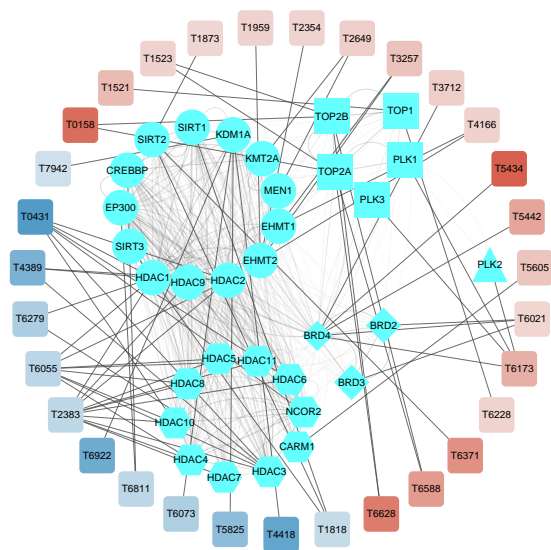 T1959
T2354
T1873
T2649
T1523
T3257
T1521
T3712
T0158
T4166
TOP2B
TOP1
SIRT1
SIRT2
KDM1A
T7942
CREBBP
KMT2A
TOP2A
PLK1
T5434
MEN1
PLK3
EP300
T0431
EHMT1
T5442
SIRT3
EHMT2
T4389
HDAC1
HDAC9
HDAC2
PLK2
T5605
T6279
BRD4
BRD2
T6021
T6055
HDAC5
HDAC11
T6173
HDAC8
HDAC6
BRD3
T2383
HDAC10
NCOR2
T6228
T6922
HDAC4
CARM1
T6371
T6811
HDAC7
HDAC3
T6588
T6073
T5825
T4418
T1818
T6628